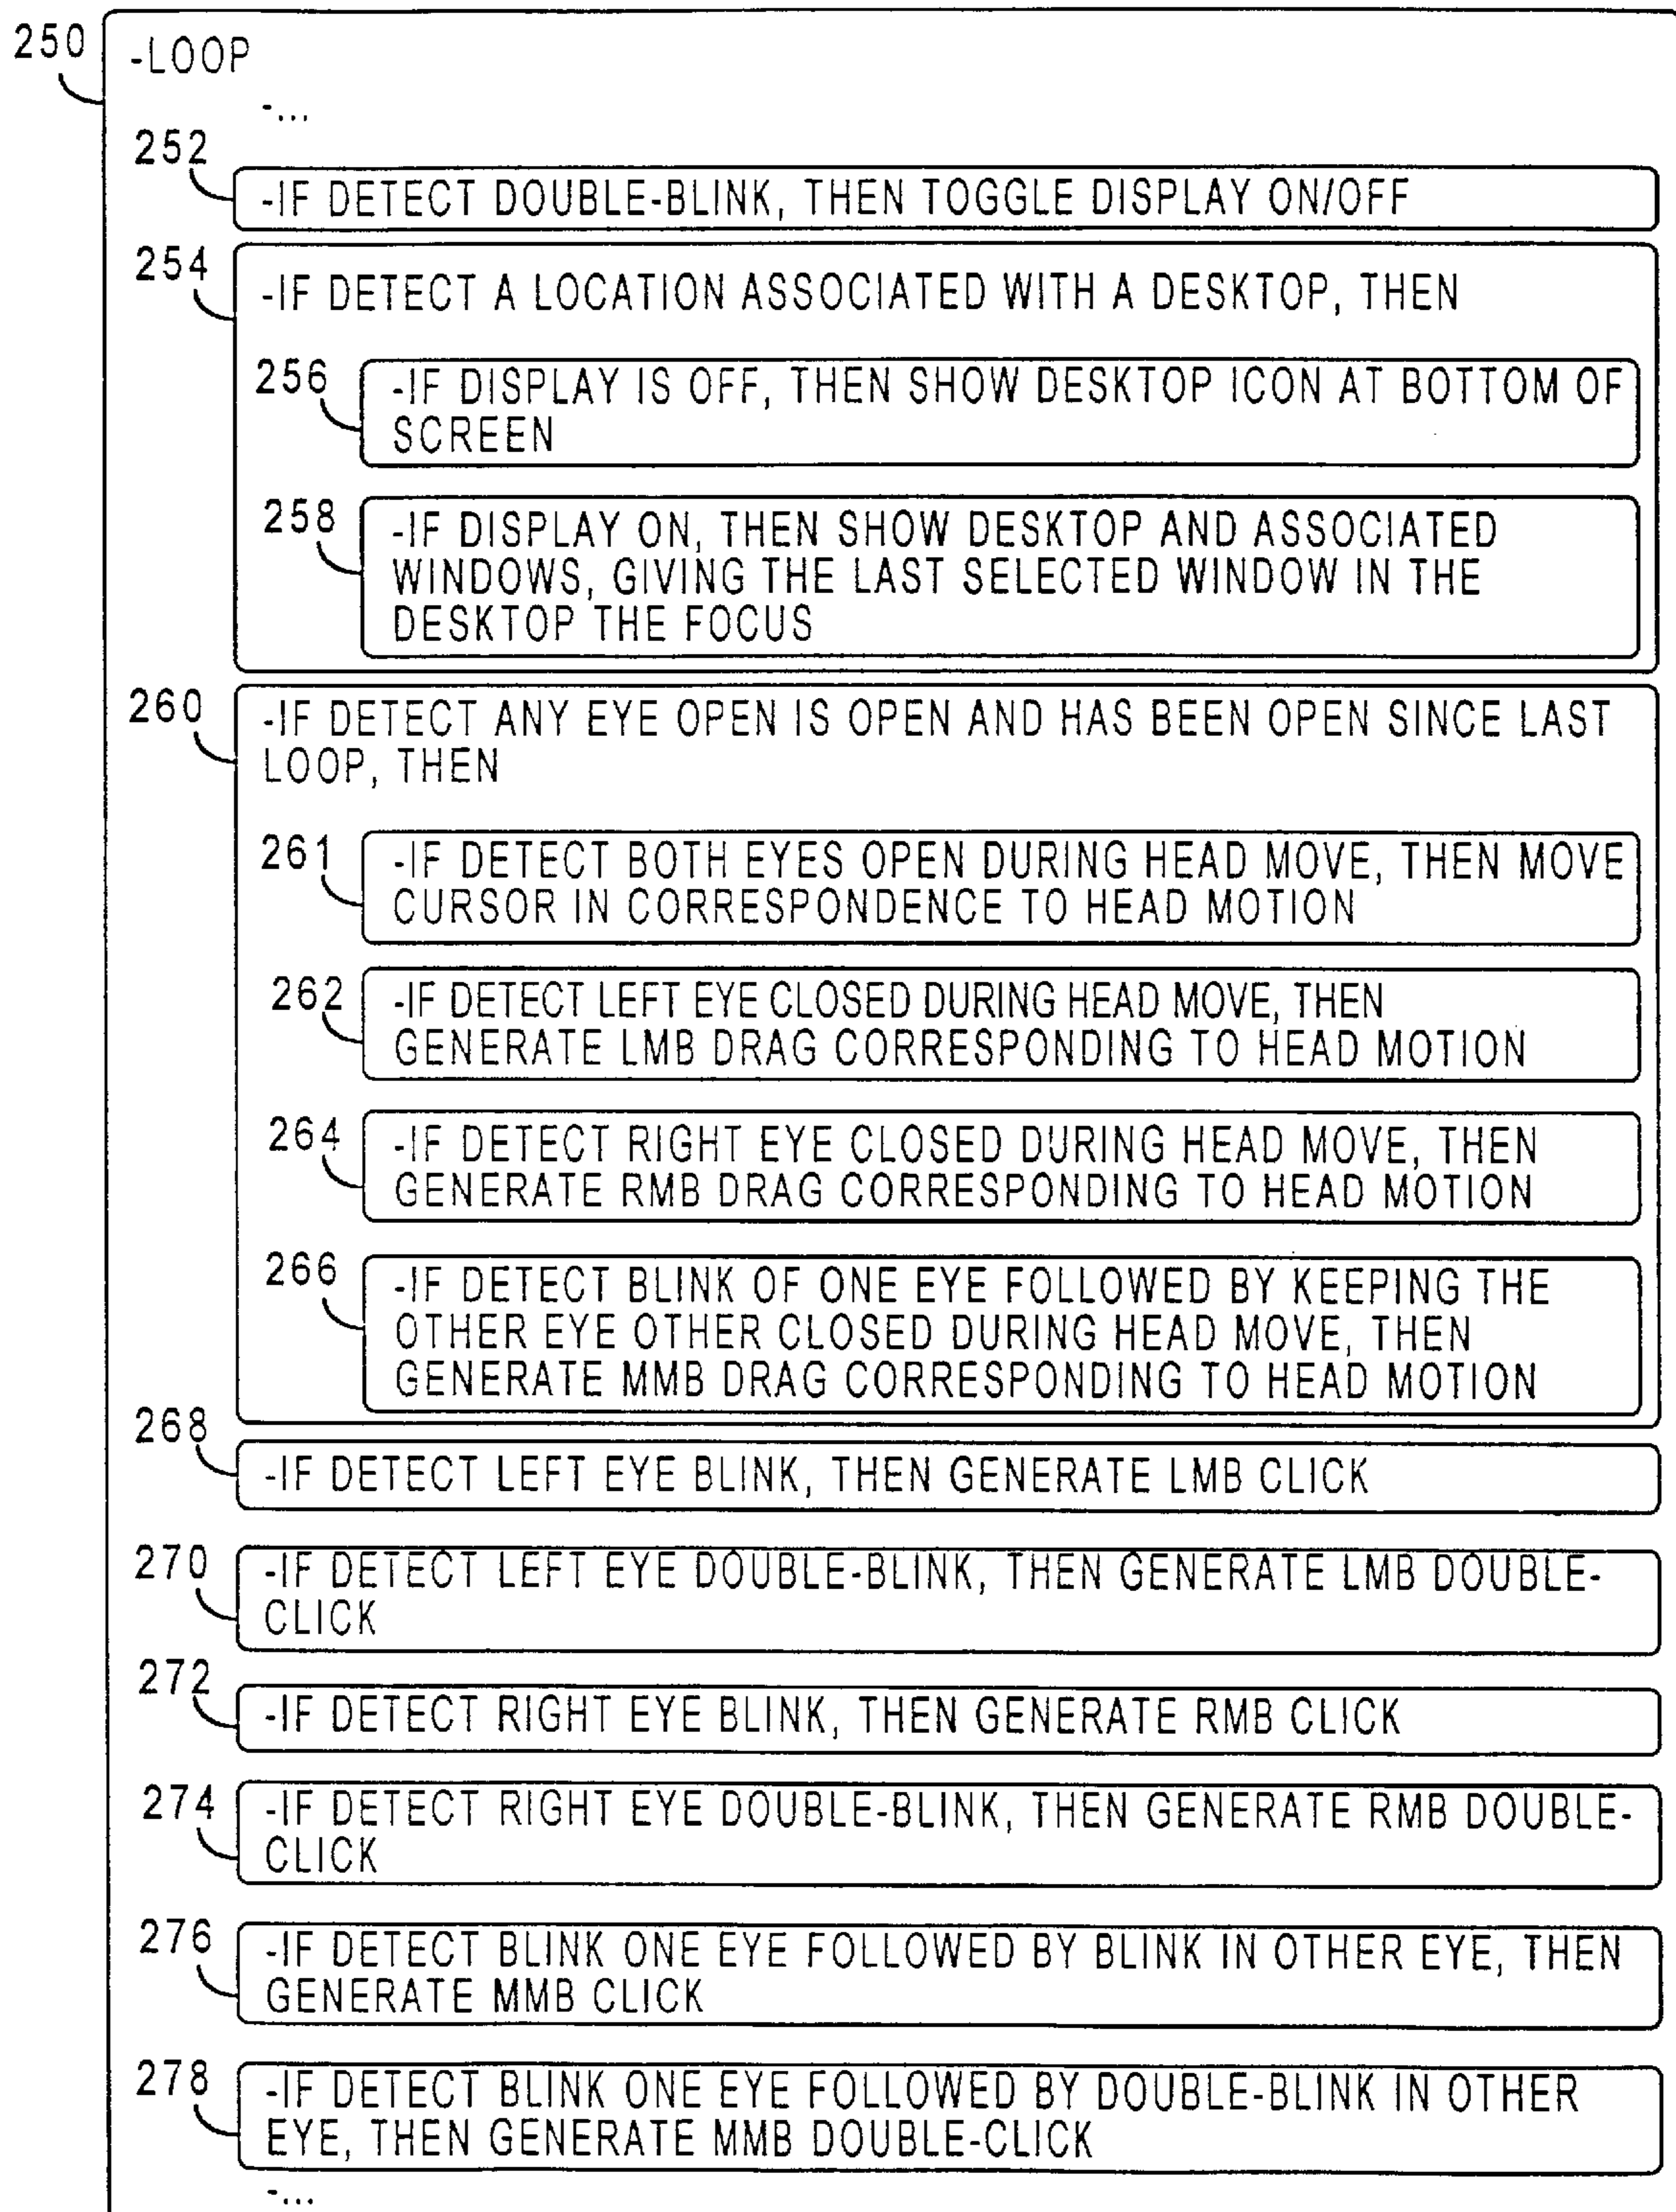 250
-LOOP
-...
252
-IF DETECT DOUBLE-BLINK, THEN TOGGLE DISPLAY ON/OFF
254
-IF DETECT A LOCATION ASSOCIATED WITH A DESKTOP, THEN
256
-IF DISPLAY IS OFF, THEN SHOW DESKTOP ICON AT BOTTOM OF
SCREEN
258
-IF DISPLAY ON, THEN SHOW DESKTOP AND ASSOCIATED
WINDOWS, GIVING THE LAST SELECTED WINDOW IN THE
DESKTOP THE FOCUS
260
-IF DETECT ANY EYE OPEN IS OPEN AND HAS BEEN OPEN SINCE LAST
LOOP, THEN
261
-IF DETECT BOTH EYES OPEN DURING HEAD MOVE, THEN MOVE
CURSOR IN CORRESPONDENCE TO HEAD MOTION
262
-IF DETECT LEFT EYE CLOSED DURING HEAD MOVE, THEN
GENERATE LMB DRAG CORRESPONDING TO HEAD MOTION
264
-IF DETECT RIGHT EYE CLOSED DURING HEAD MOVE, THEN
GENERATE RMB DRAG CORRESPONDING TO HEAD MOTION
266
-IF DETECT BLINK OF ONE EYE FOLLOWED BY KEEPING THE
OTHER EYE OTHER CLOSED DURING HEAD MOVE, THEN
GENERATE MMB DRAG CORRESPONDING TO HEAD MOTION
268
-IF DETECT LEFT EYE BLINK, THEN GENERATE LMB CLICK
270
-IF DETECT LEFT EYE DOUBLE-BLINK, THEN GENERATE LMB DOUBLE-
CLICK
272
-IF DETECT RIGHT EYE BLINK, THEN GENERATE RMB CLICK
274
-IF DETECT RIGHT EYE DOUBLE-BLINK, THEN GENERATE RMB DOUBLE-
CLICK
276
-IF DETECT BLINK ONE EYE FOLLOWED BY BLINK IN OTHER EYE, THEN
GENERATE MMB CLICK
278
-IF DETECT BLINK ONE EYE FOLLOWED BY DOUBLE-BLINK IN OTHER
EYE, THEN GENERATE MMB DOUBLE-CLICK
-...